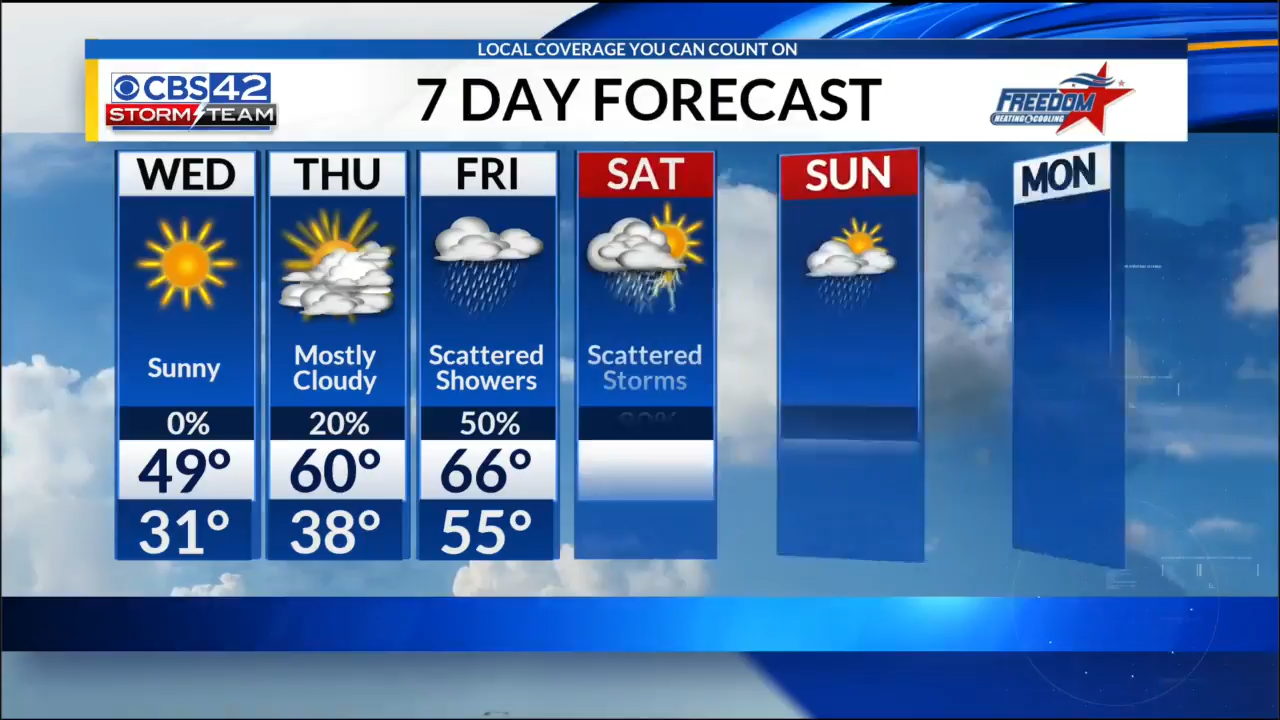 LOCAL COVERAGE YOU CAN COUNT ON
CBS 42
STORM TEAM
7 DAY FORECAST
FREEDOM
HEATING & COOLING
WED
THU
FRI
SAT
SUN
MON
Sunny
Mostly
Cloudy
Scattered
Showers
Scattered
Storms
0%
20%
50%
49°
60°
66°
31°
38°
55°